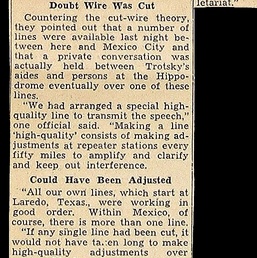 Doubt Wire Was Cut
Countering the cut-wire theory,
they pointed out that a number of
lines were available last night be-
tween here and Mexico City and
that a private conversation was
actually held between Trotsky's
aides and persons at the Hippo-
drome eventually over one of these
lines.
"We had arranged a special high-
quality line to transmit the speech,"
one official said. "Making a line
'high-quality' consists of making ad-
justments at repeater stations every
fifty miles to amplify and clarify
and keep out interference.
Could Have Been Adjusted
"All our own lines, which start at
Laredo, Texas, were working in
good order. Within Mexico, of
course, there is more than one line.
"If any single line had been cut, it
would not have taken long to make
high-quality adjustments over
letariat."